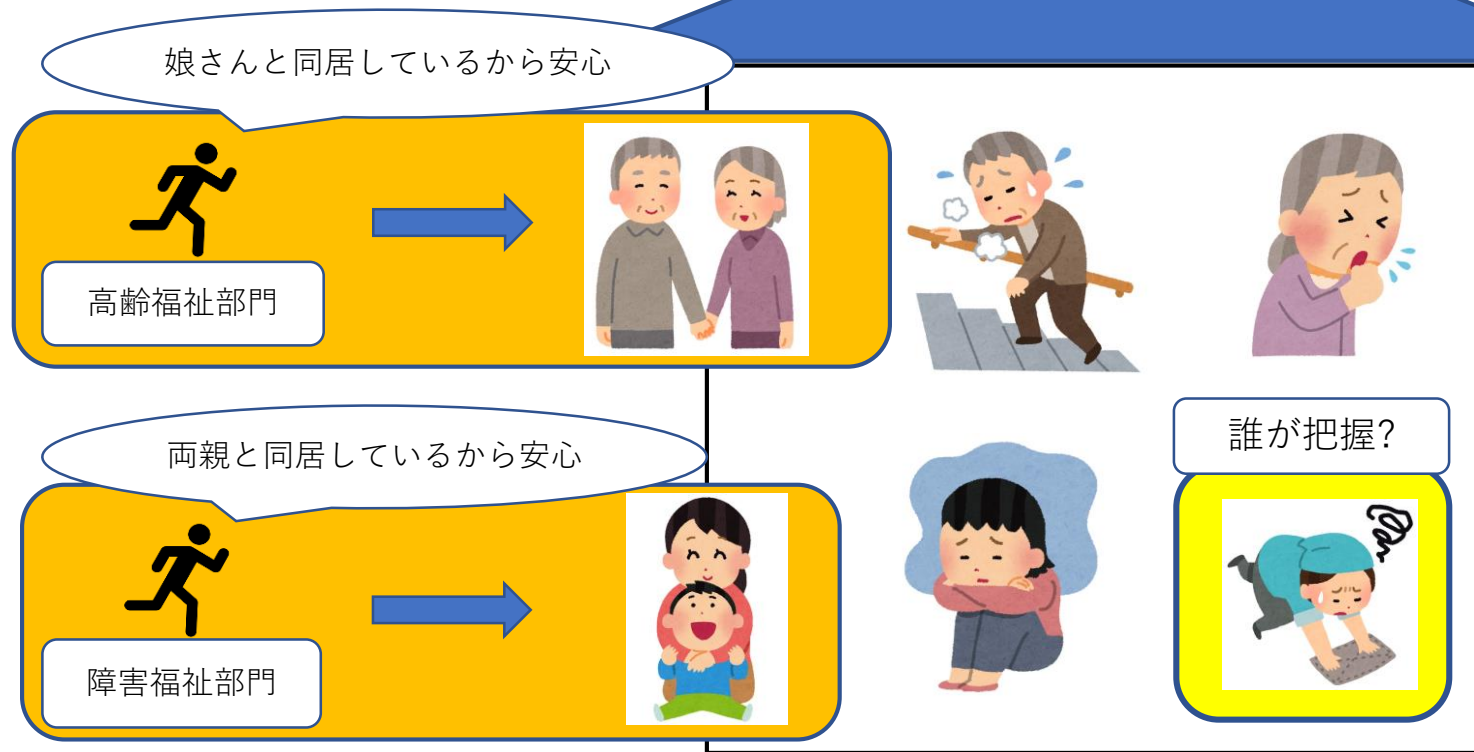 娘さんと同居しているから安心
高齢福祉部門
両親と同居しているから安心
誰が把握?
障害福祉部門